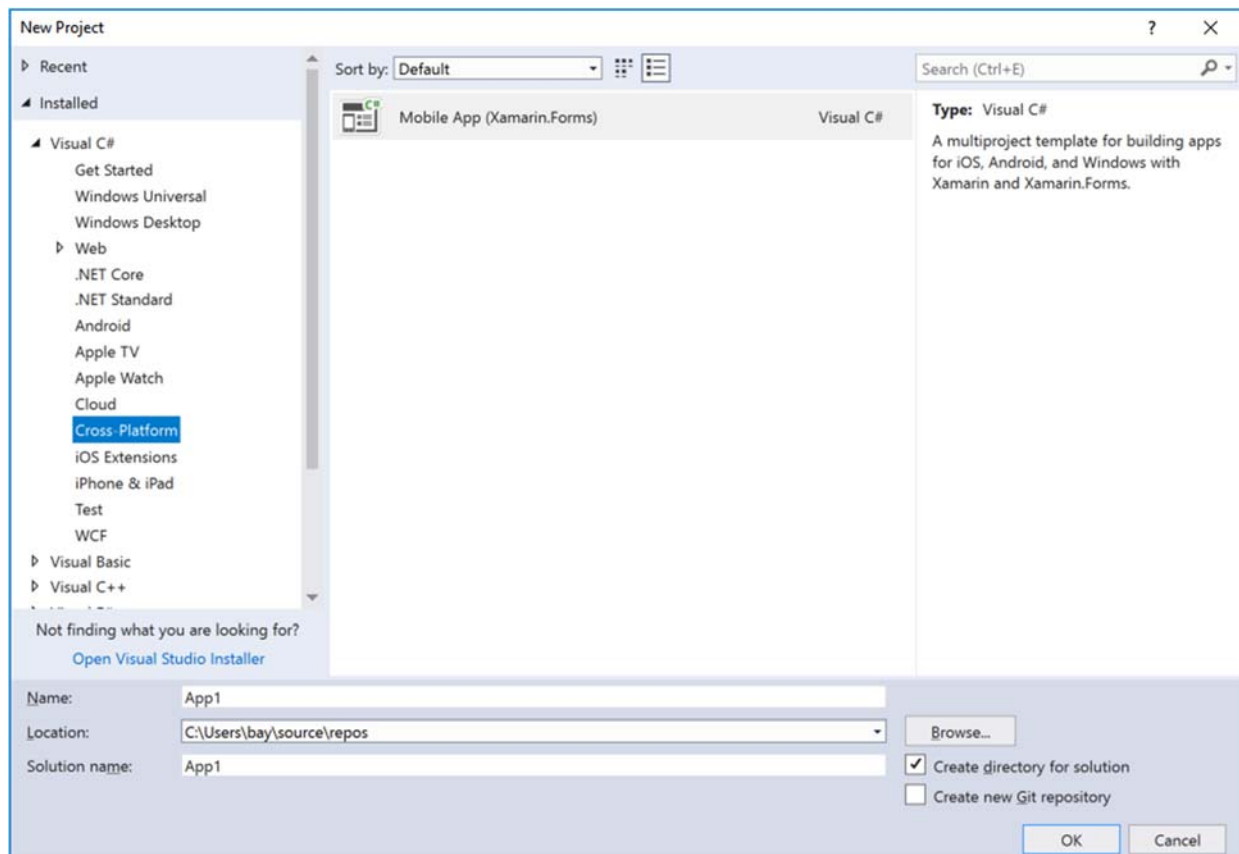 New Project
?
Recent
Installed
Visual C#
Get Started
Windows Universal
Windows Desktop
Web
.NET Core
.NET Standard
Android
Apple TV
Apple Watch
Cloud
Cross-Platform
iOS Extensions
iPhone & iPad
Test
WCF
Visual Basic
Visual C++
Not finding what you are looking for?
Open Visual Studio Installer
Sort by: Default
C#
Mobile App (Xamarin.Forms) Visual C#
Search (Ctrl+E)
Type: Visual C#
A multiproject template for building apps
for iOS, Android, and Windows with
Xamarin and Xamarin.Forms.
Name: App1
Location: C:\Users\bay\source\repos
Browse...
Solution name: App1
Create directory for solution
Create new Git repository
OK
Cancel